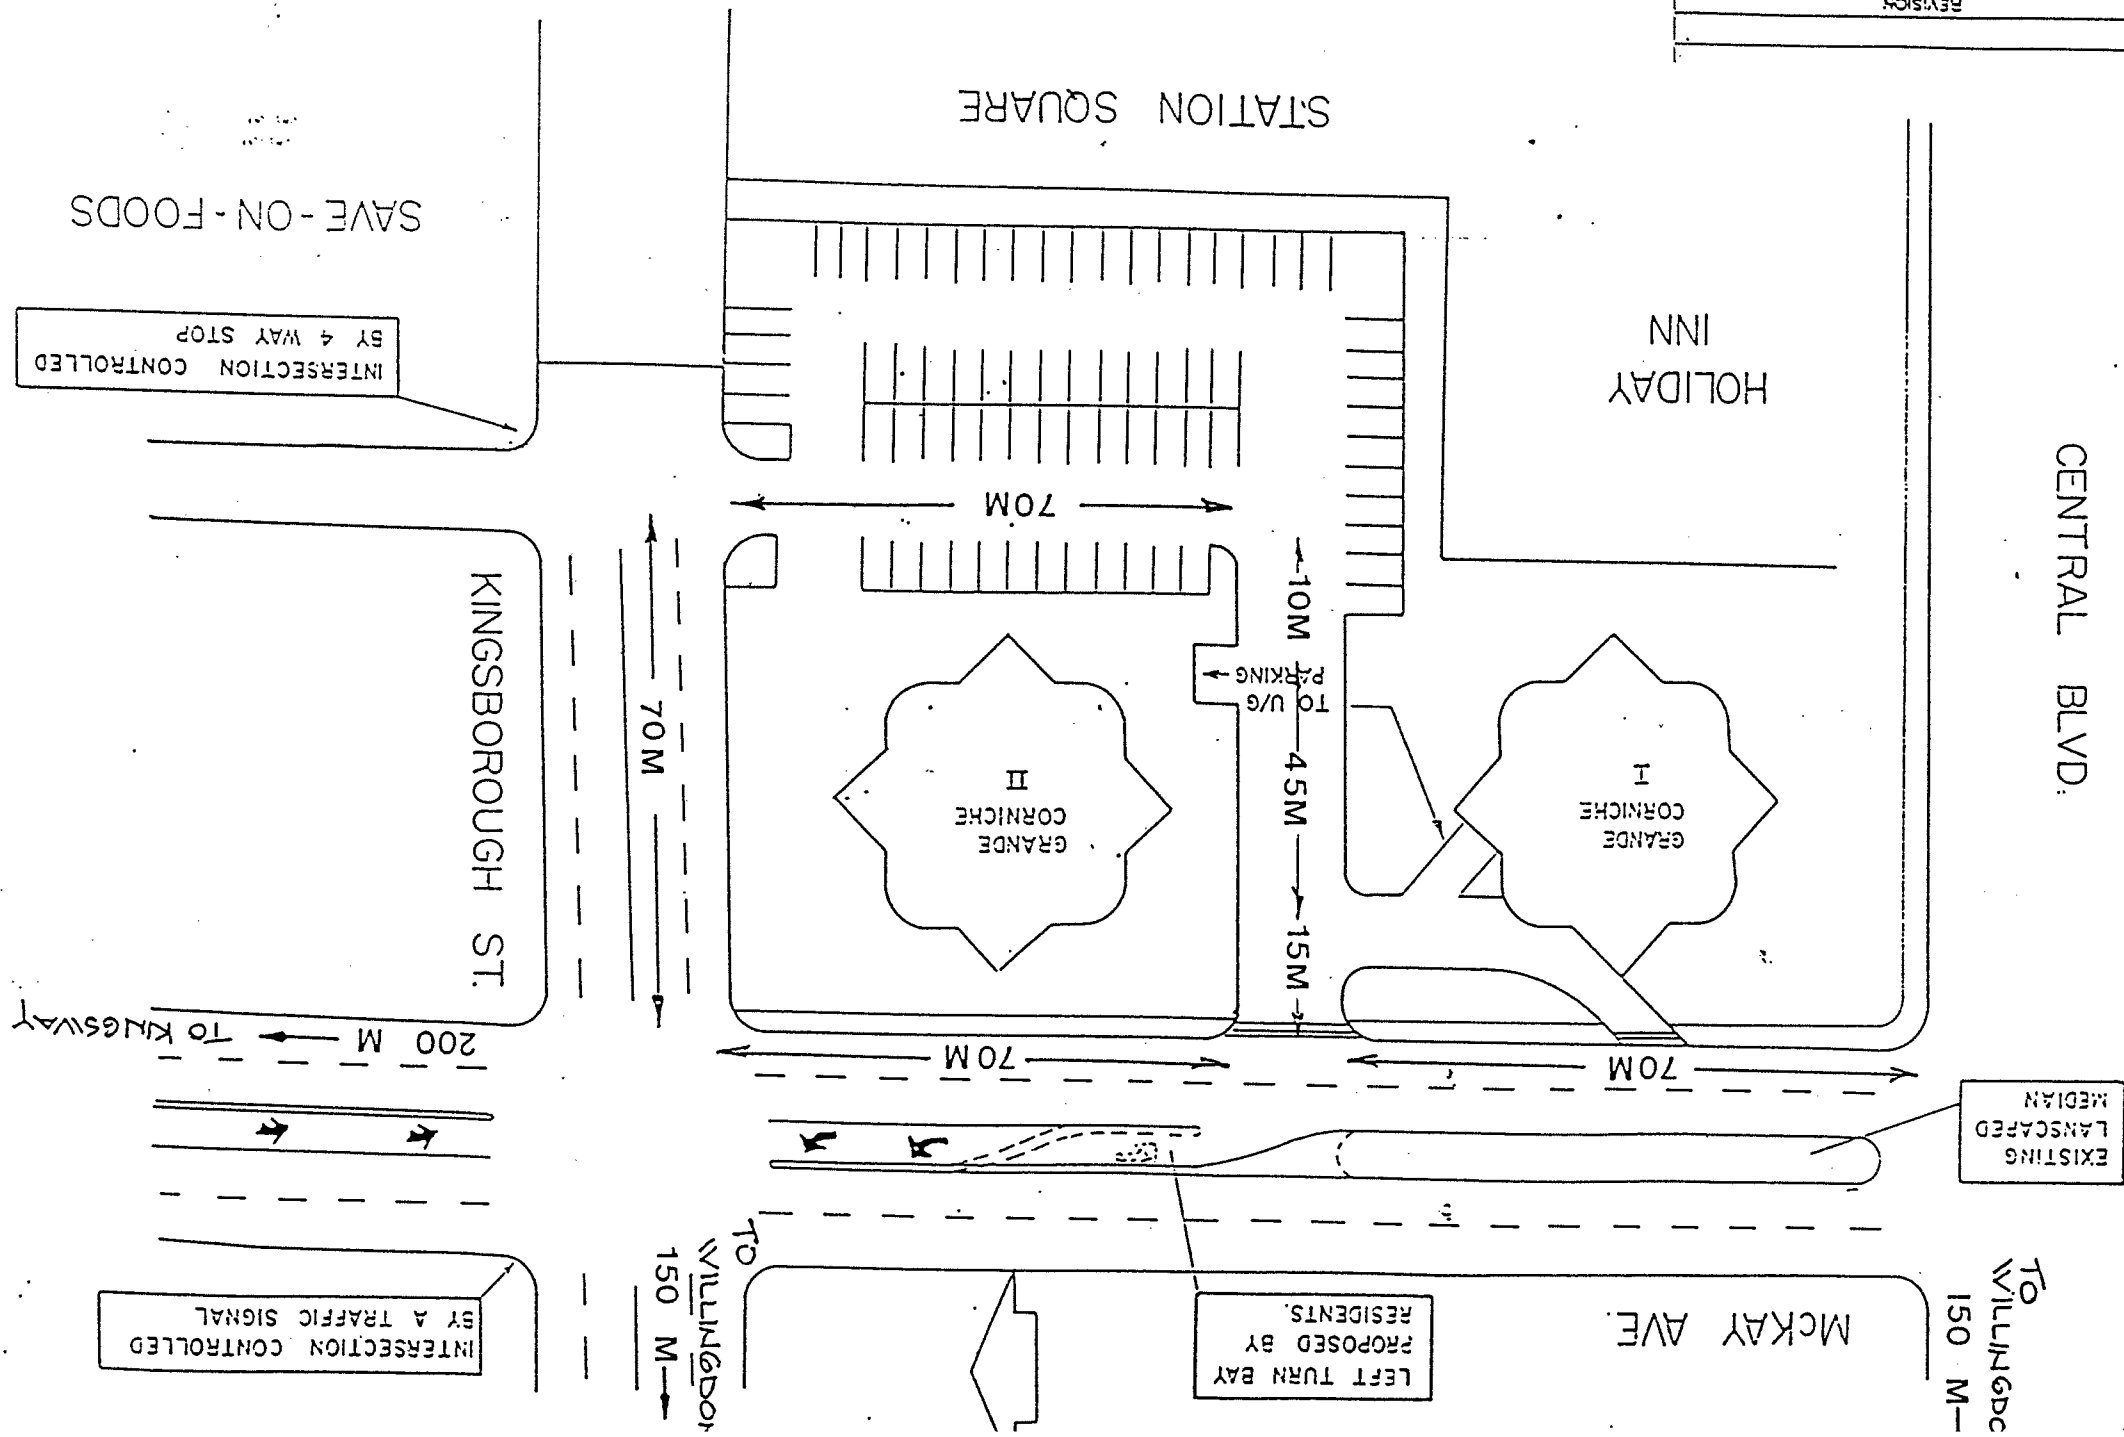 LEFT TURN BAY
PROPOSED BY
RESIDENTS.
INTERSECTION CONTROLLED
BY A TRAFFIC SIGNAL
MCKAY AVE.
TO
150 M
TO
WILLINGDON
150 M
EXISTING
LANSCAPED
MEDIAN
70M
70M
200 M
TO KINGSWAY
15M
45M
10M
GRANDE
CORNICHE
I
GRANDE
CORNICHE
II
TO U/G
PARKING
70M
KINGSBOROUGH ST.
70M
CENTRAL BLVD.
HOLIDAY
INN
INTERSECTION CONTROLLED
BY 4 WAY STOP
SAVE-ON-FOODS
STATION SQUARE
REVISION